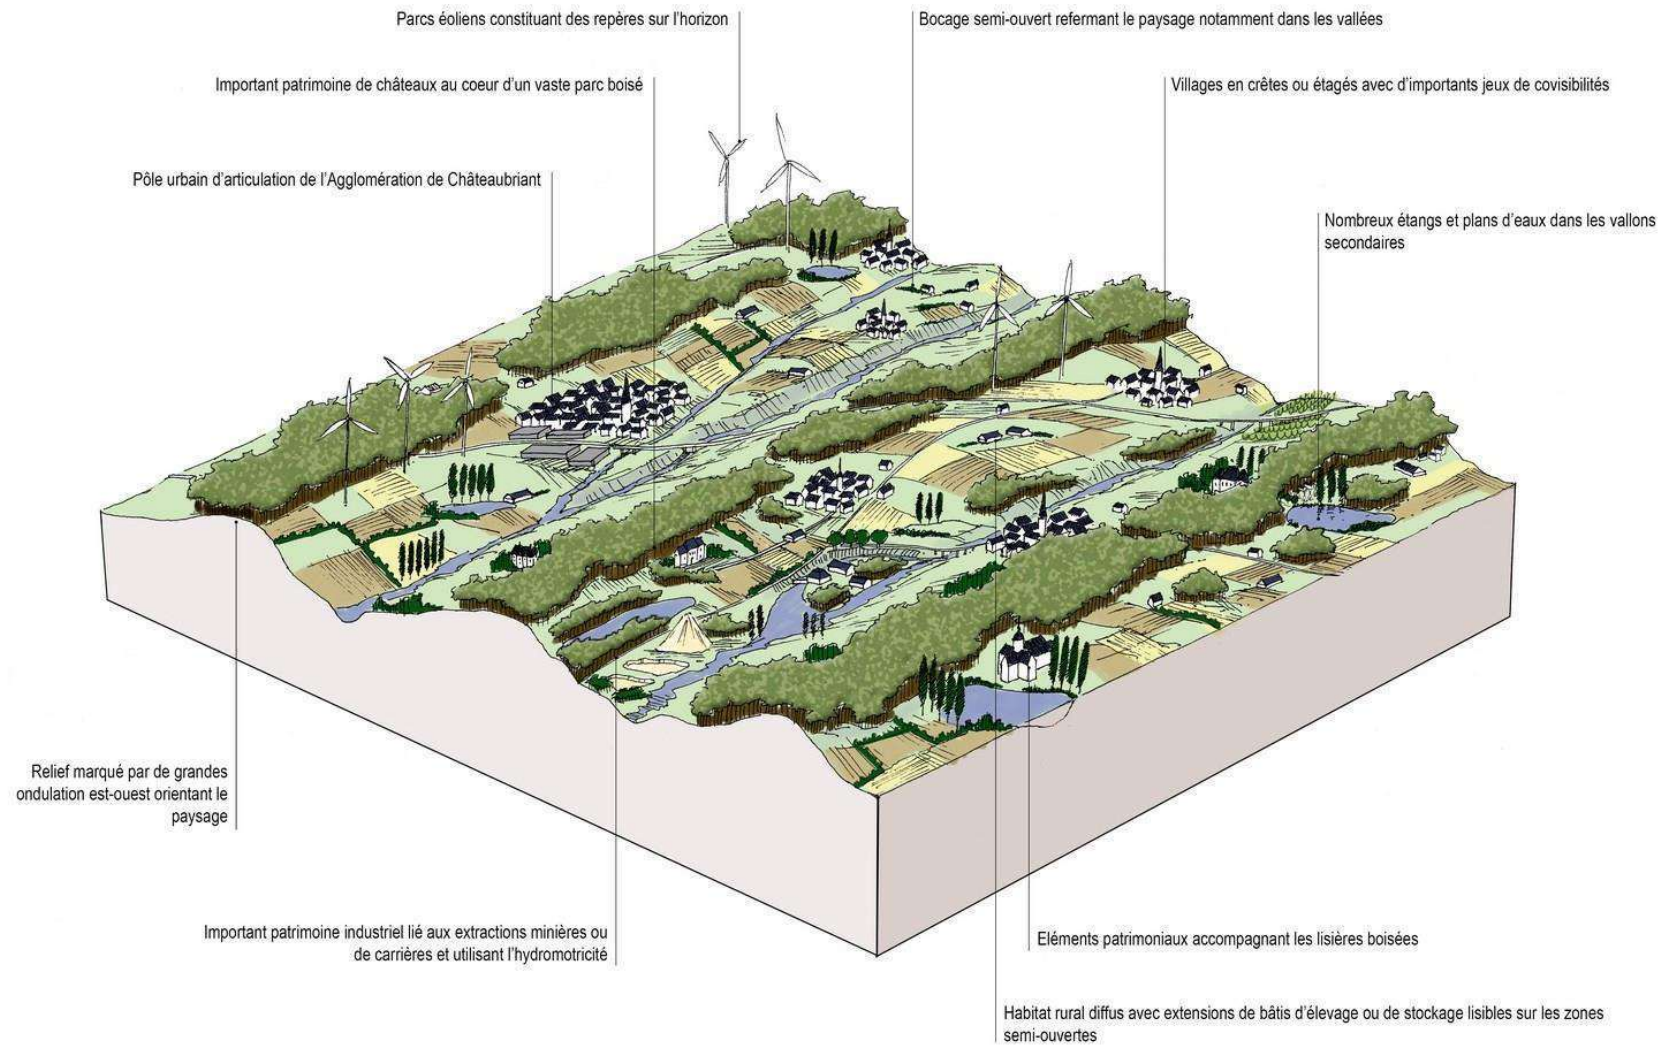 Parcs éoliens constituant des repères sur l'horizon
Bocage semi-ouvert refermant le paysage notamment dans les vallées
Important patrimoine de châteaux au coeur d'un vaste parc boisé
Villages en crêtes ou étagés avec d'importants jeux de covisibilités
Pôle urbain d'articulation de l'Agglomération de Châteaubriant
Nombreux étangs et plans d'eaux dans les vallons
secondaires
Relief marqué par de grandes
ondulation est-ouest orientant le
paysage
Important patrimoine industriel lié aux extractions minières ou
de carrières et utilisant l'hydromotricité
Eléments patrimoniaux accompagnant les lisières boisées
Habitat rural diffus avec extensions de bâtis d'élevage ou de stockage lisibles sur les zones
semi-ouvertes